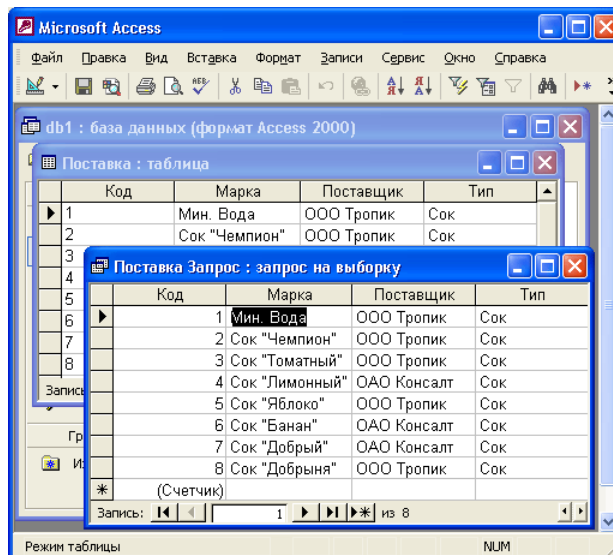 Microsoft Access
Файл Правка Вид Вставка Формат Записи Сервис Окно Справка
db1 : база данных (формат Access 2000)
Поставка : таблица
Код Марка Поставщик Тип
1 Мин. Вода ООО Тропик Сок
2 Сок "Чемпион" ООО Тропик Сок
3
4
5
6
7
8
Поставка Запрос : запрос на выборку
Код Марка Поставщик Тип
1 Мин. Вода ООО Тропик Сок
2 Сок "Чемпион" ООО Тропик Сок
3 Сок "Томатный" ООО Тропик Сок
4 Сок "Лимонный" ОАО Консалт Сок
5 Сок "Яблоко" ООО Тропик Сок
6 Сок "Банан" ОАО Консалт Сок
7 Сок "Добрый" ОАО Консалт Сок
8 Сок "Добрыня" ООО Тропик Сок
(Счетчик)
Запись: 1 из 8
Режим таблицы NUM